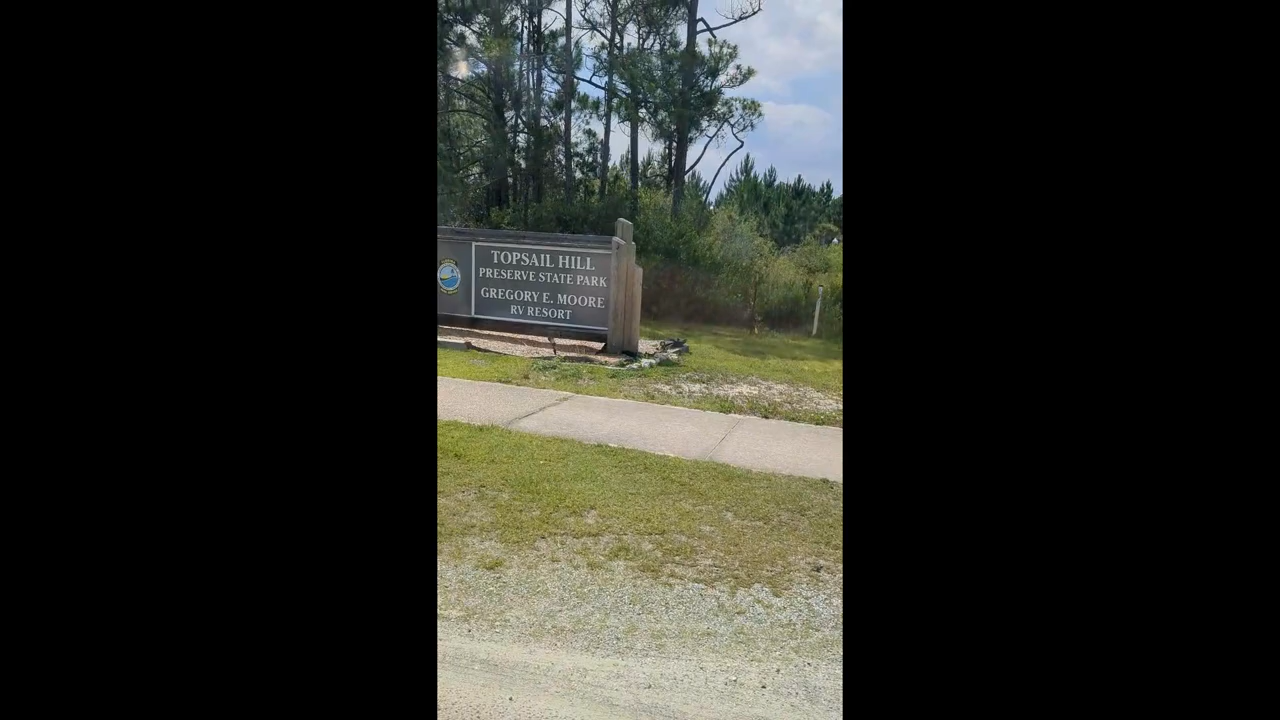 TOPSAIL HILL
PRESERVE STATE PARK
GREGORY E. MOORE
RV RESORT